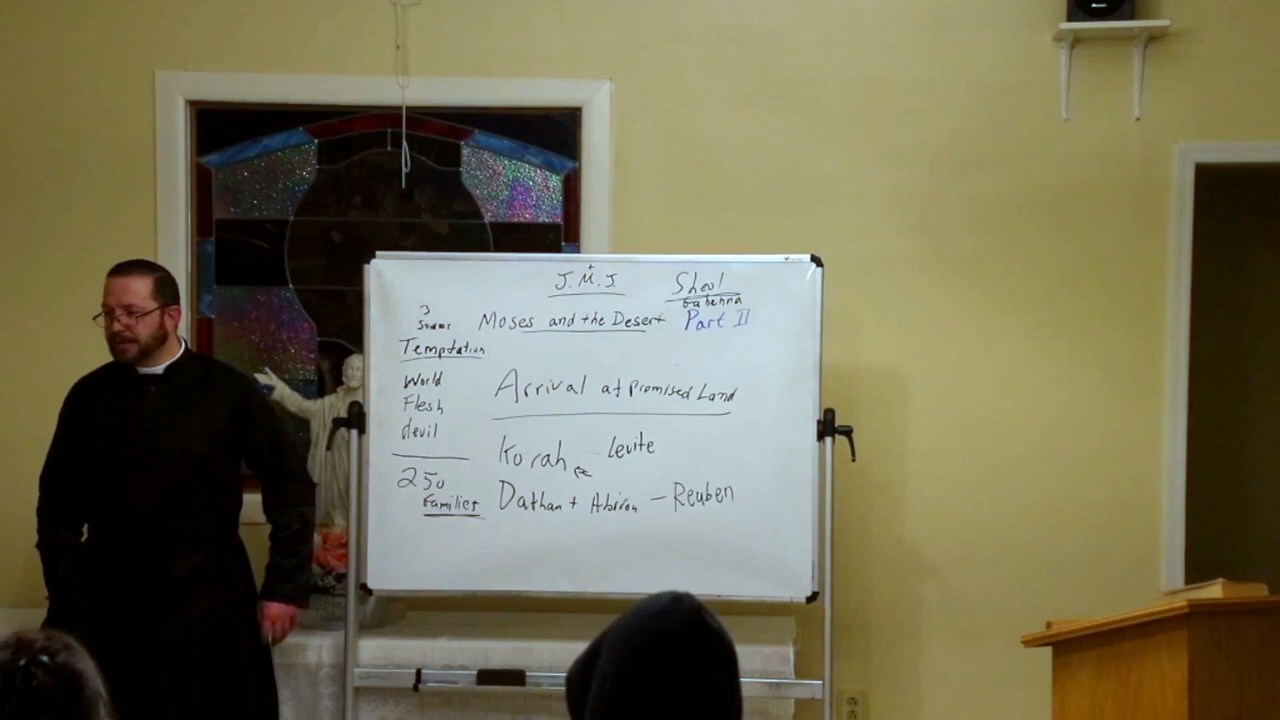 J.M.J.
Sheol
Gahenna
3
Sources
Temptation
World
Flesh
devil
250
Families
Moses and the Desert Part II
Arrival at Promised Land
Korah Levite
Dathan + Abiron - Reuben